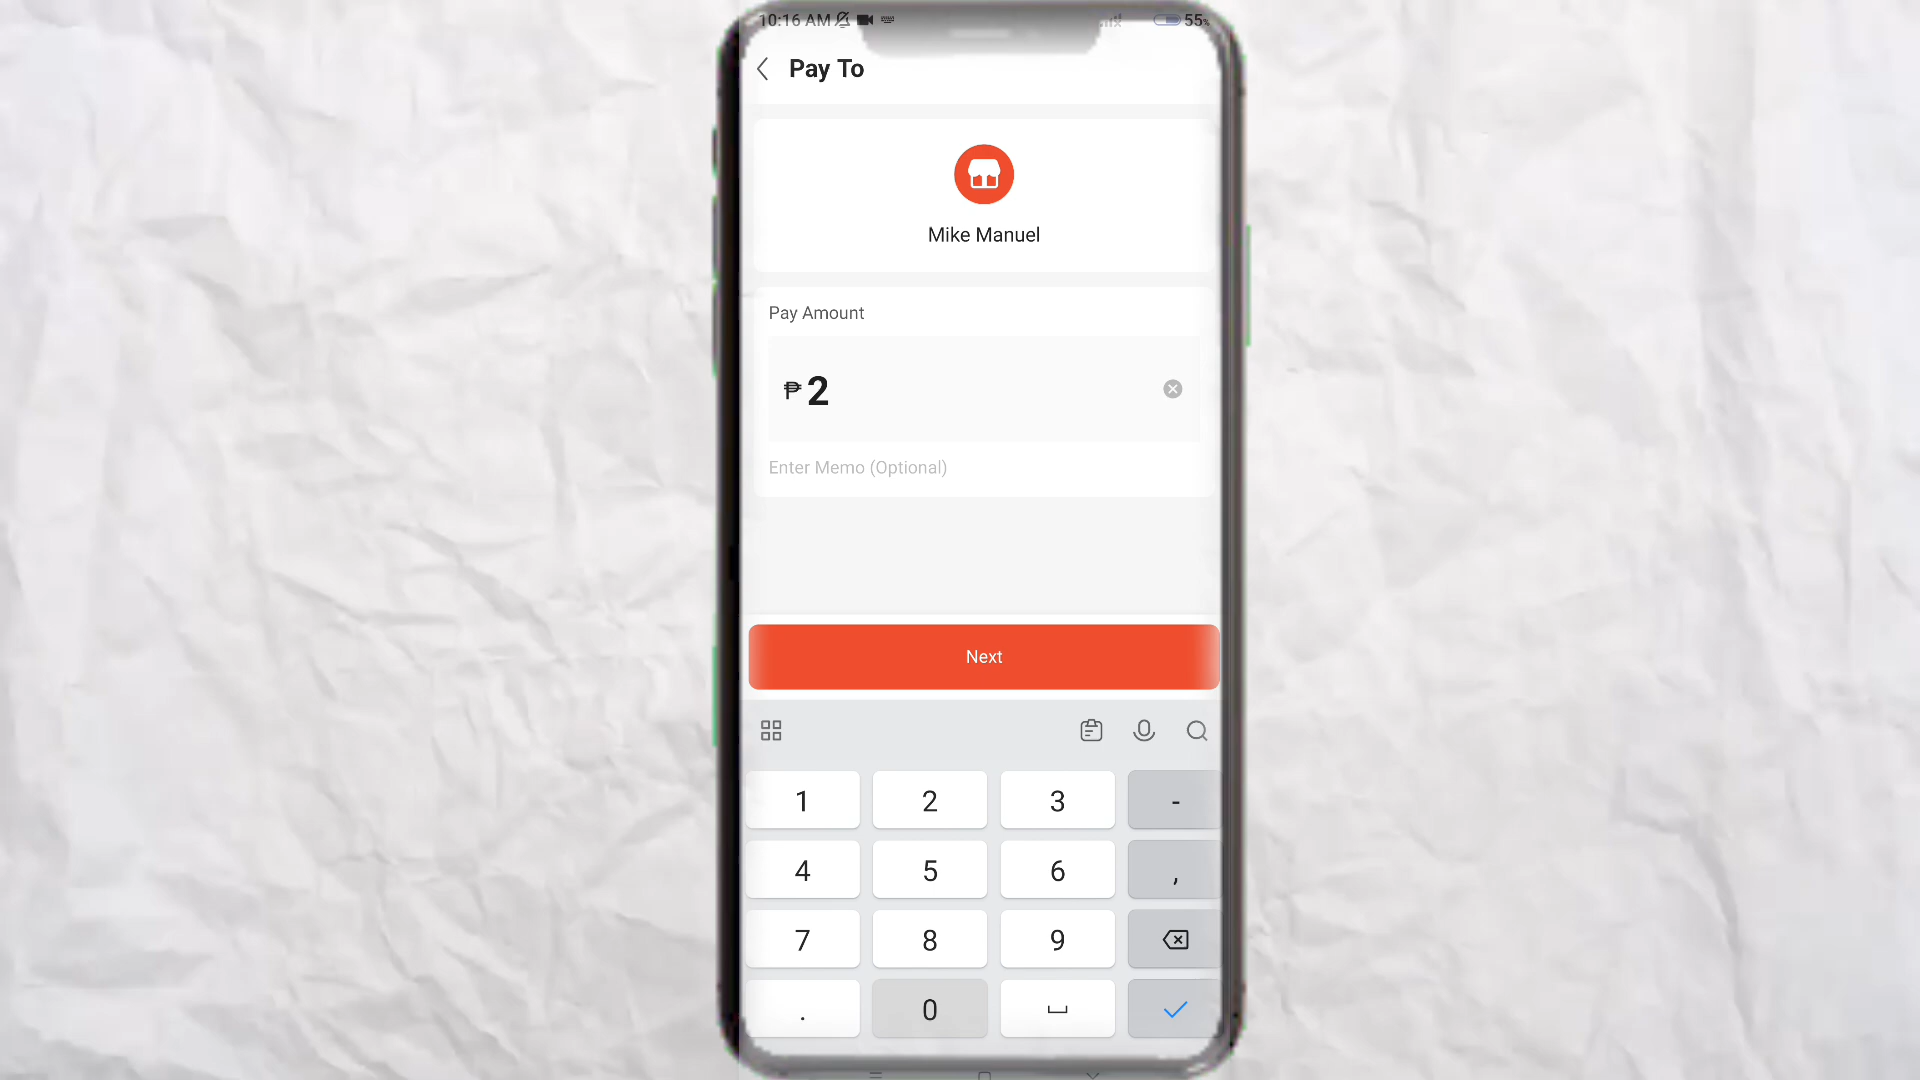 10:16 AM 55%
Pay To
Mike Manuel
Pay Amount
₱ 2
Enter Memo (Optional)
Next
1 2 3 -
4 5 6 ,
7 8 9
. 0